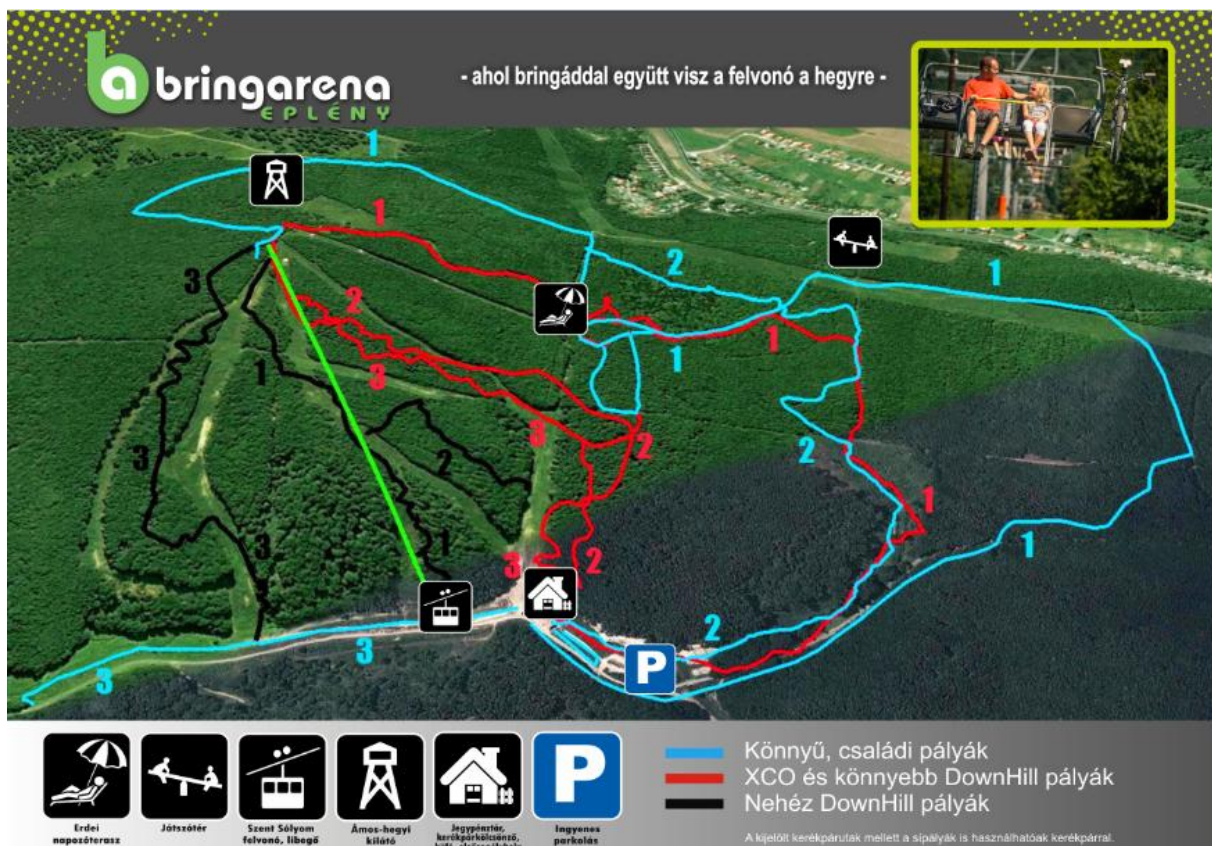 ba bringarena
EPLÉNY
- ahol bringáddal együtt visz a felvonó a hegyre -
1
1
2
1
3
2
1
1
1
3
3
2
3
2
2
1
1
3
1
3
2
2
3
3
P
P
Könnyű, családi pályák
XCO és könnyebb DownHill pályák
Nehéz DownHill pályák
A kijelölt kerékpárutak mellett a sípályák is használhatóak kerékpárral.
Erdei
napozóterasz
Játszótér
Szent Sólyom
felvonó, libegő
Ámos-hegyi
kilátó
Jegypénztár,
kerékpárkölcsönző,
Ingyenes
parkolás